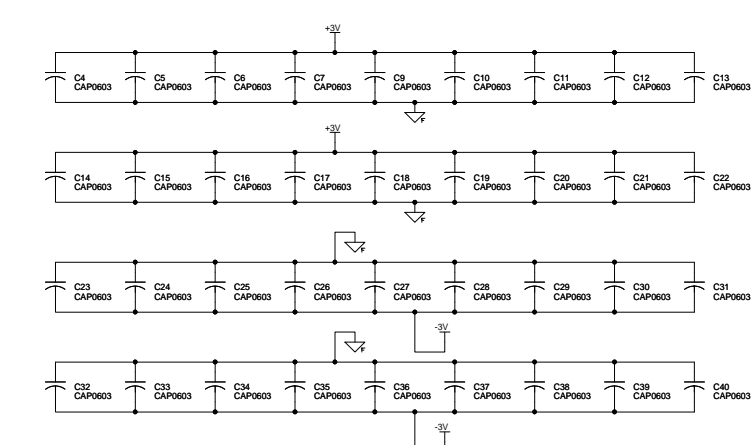 +3V
C4 C5 C6 C7 C9 C10 C11 C12 C13
CAP0603 CAP0603 CAP0603 CAP0603 CAP0603 CAP0603 CAP0603 CAP0603 CAP0603
F
+3V
C14 C15 C16 C17 C18 C19 C20 C21 C22
CAP0603 CAP0603 CAP0603 CAP0603 CAP0603 CAP0603 CAP0603 CAP0603 CAP0603
F
F
C23 C24 C25 C26 C27 C28 C29 C30 C31
CAP0603 CAP0603 CAP0603 CAP0603 CAP0603 CAP0603 CAP0603 CAP0603 CAP0603
-3V
F
C32 C33 C34 C35 C36 C37 C38 C39 C40
CAP0603 CAP0603 CAP0603 CAP0603 CAP0603 CAP0603 CAP0603 CAP0603 CAP0603
-3V